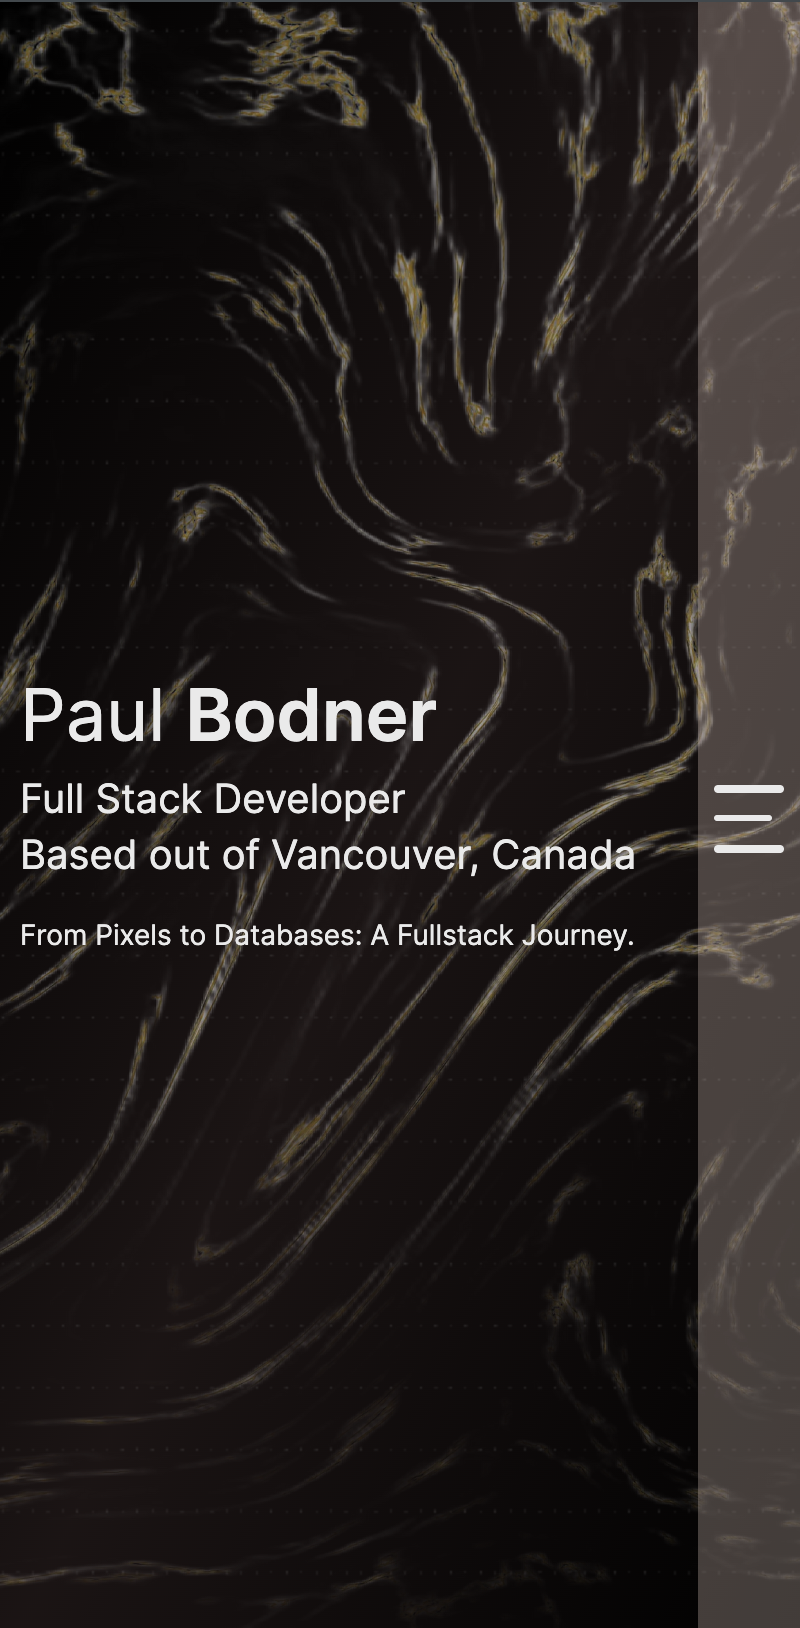 Paul Bodner
Full Stack Developer
Based out of Vancouver, Canada
From Pixels to Databases: A Fullstack Journey.